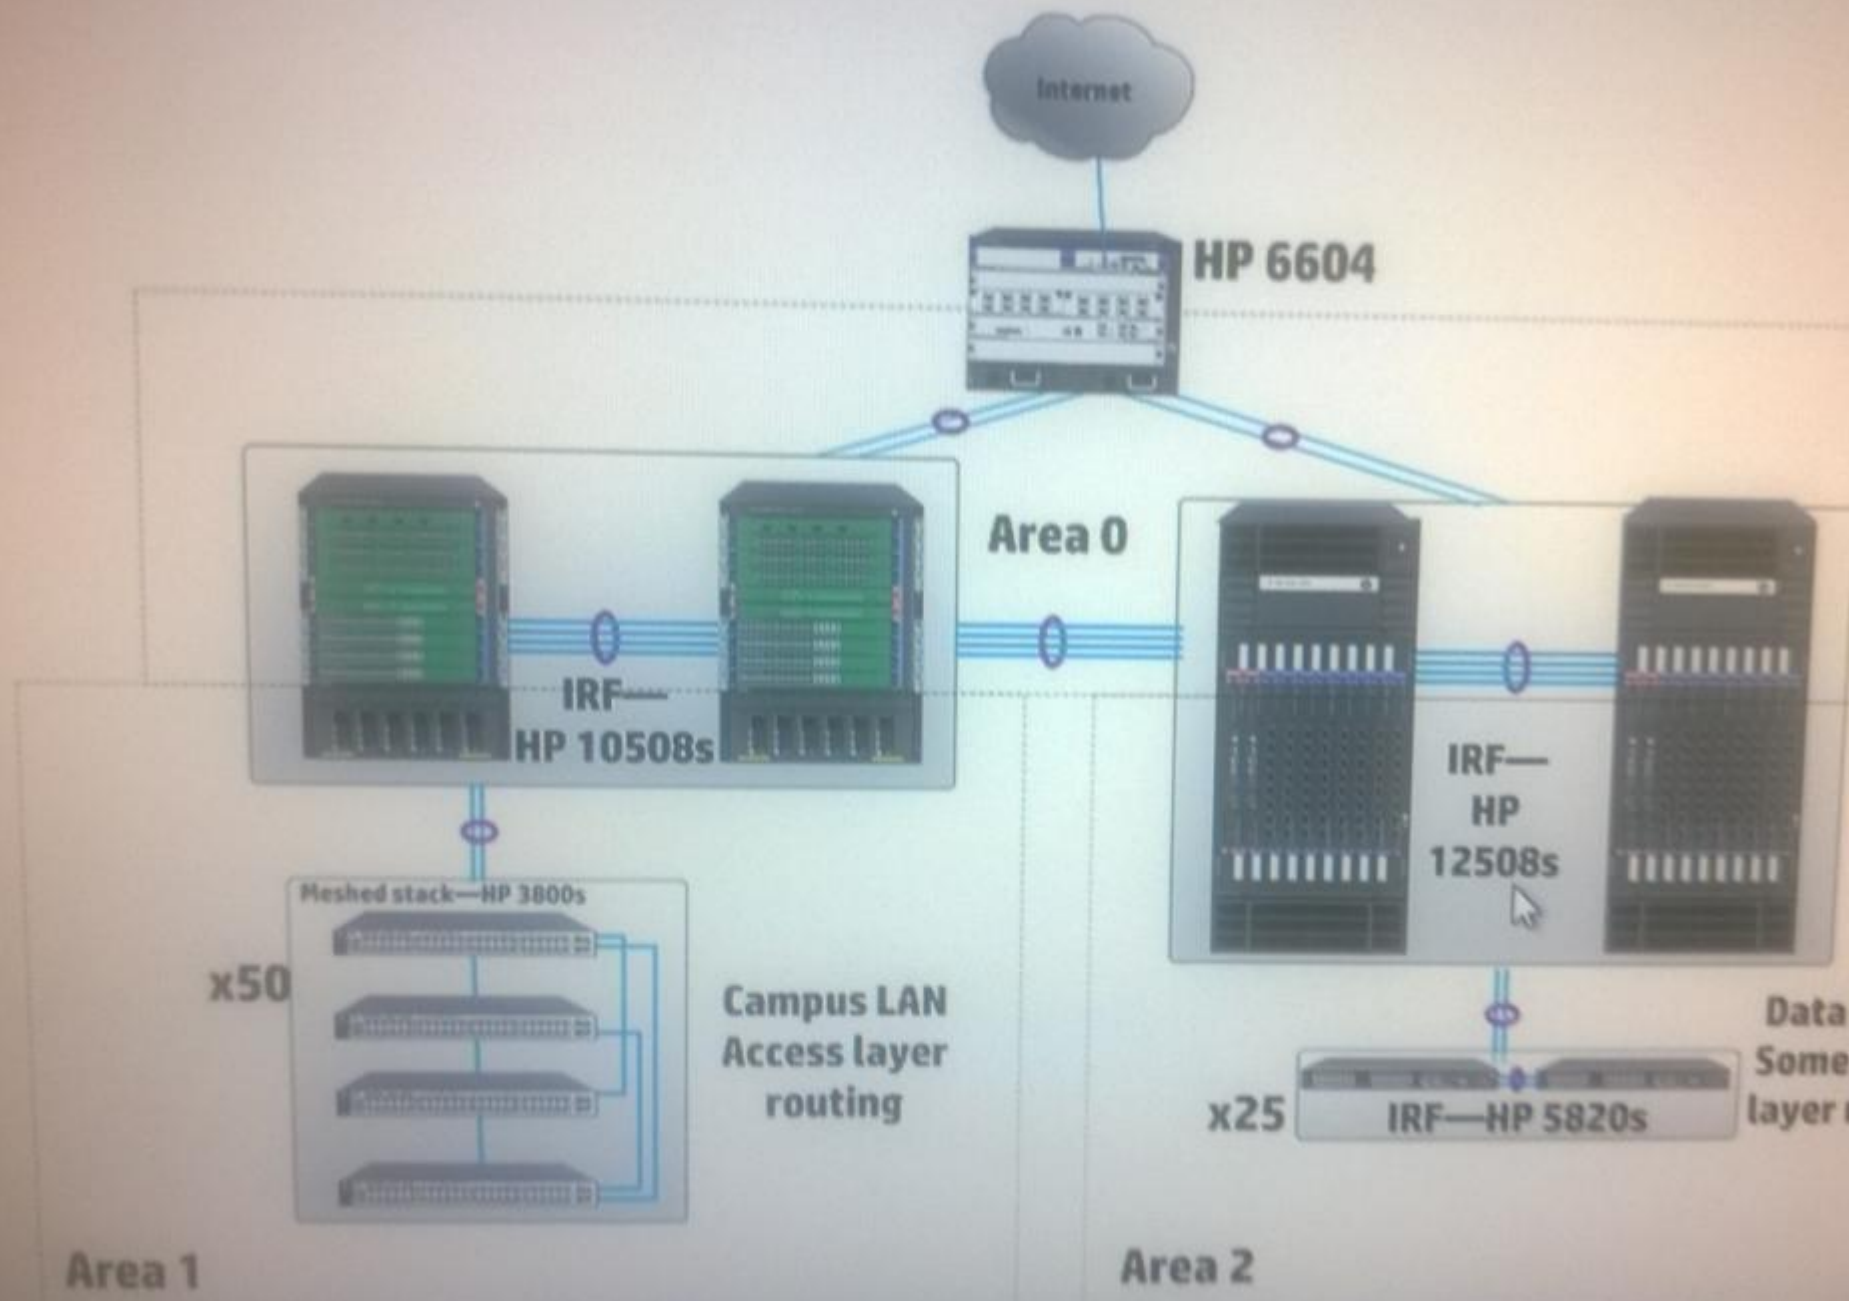 Internet
HP 6604
Area 0
IRF—
HP 10508s
IRF—
HP
12508s
Meshed stack—HP 3800s
x50
Campus LAN
Access layer
routing
Data
Some
layer
x25
IRF—HP 5820s
Area 1
Area 2